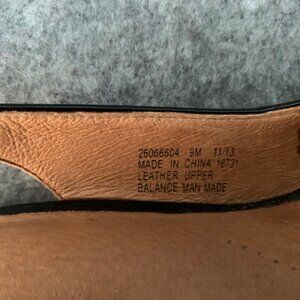 26066604 9M 11/13
MADE IN CHINA 16731
LEATHER UPPER
BALANCE MAN MADE